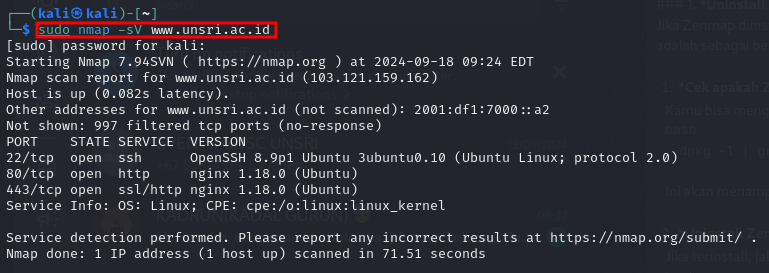 ┌──(kali㉿kali)-[~]
└─$ sudo nmap -sV www.unsri.ac.id
[sudo] password for kali:
Starting Nmap 7.94SVN ( https://nmap.org ) at 2024-09-18 09:24 EDT
Nmap scan report for www.unsri.ac.id (103.121.159.162)
Host is up (0.082s latency).
Other addresses for www.unsri.ac.id (not scanned): 2001:df1:7000::a2
Not shown: 997 filtered tcp ports (no-response)
PORT STATE SERVICE VERSION
22/tcp open ssh OpenSSH 8.9p1 Ubuntu 3ubuntu0.10 (Ubuntu Linux; protocol 2.0)
80/tcp open http nginx 1.18.0 (Ubuntu)
443/tcp open ssl/http nginx 1.18.0 (Ubuntu)
Service Info: OS: Linux; CPE: cpe:/o:linux:linux_kernel
Service detection performed. Please report any incorrect results at https://nmap.org/submit/ .
Nmap done: 1 IP address (1 host up) scanned in 71.51 seconds